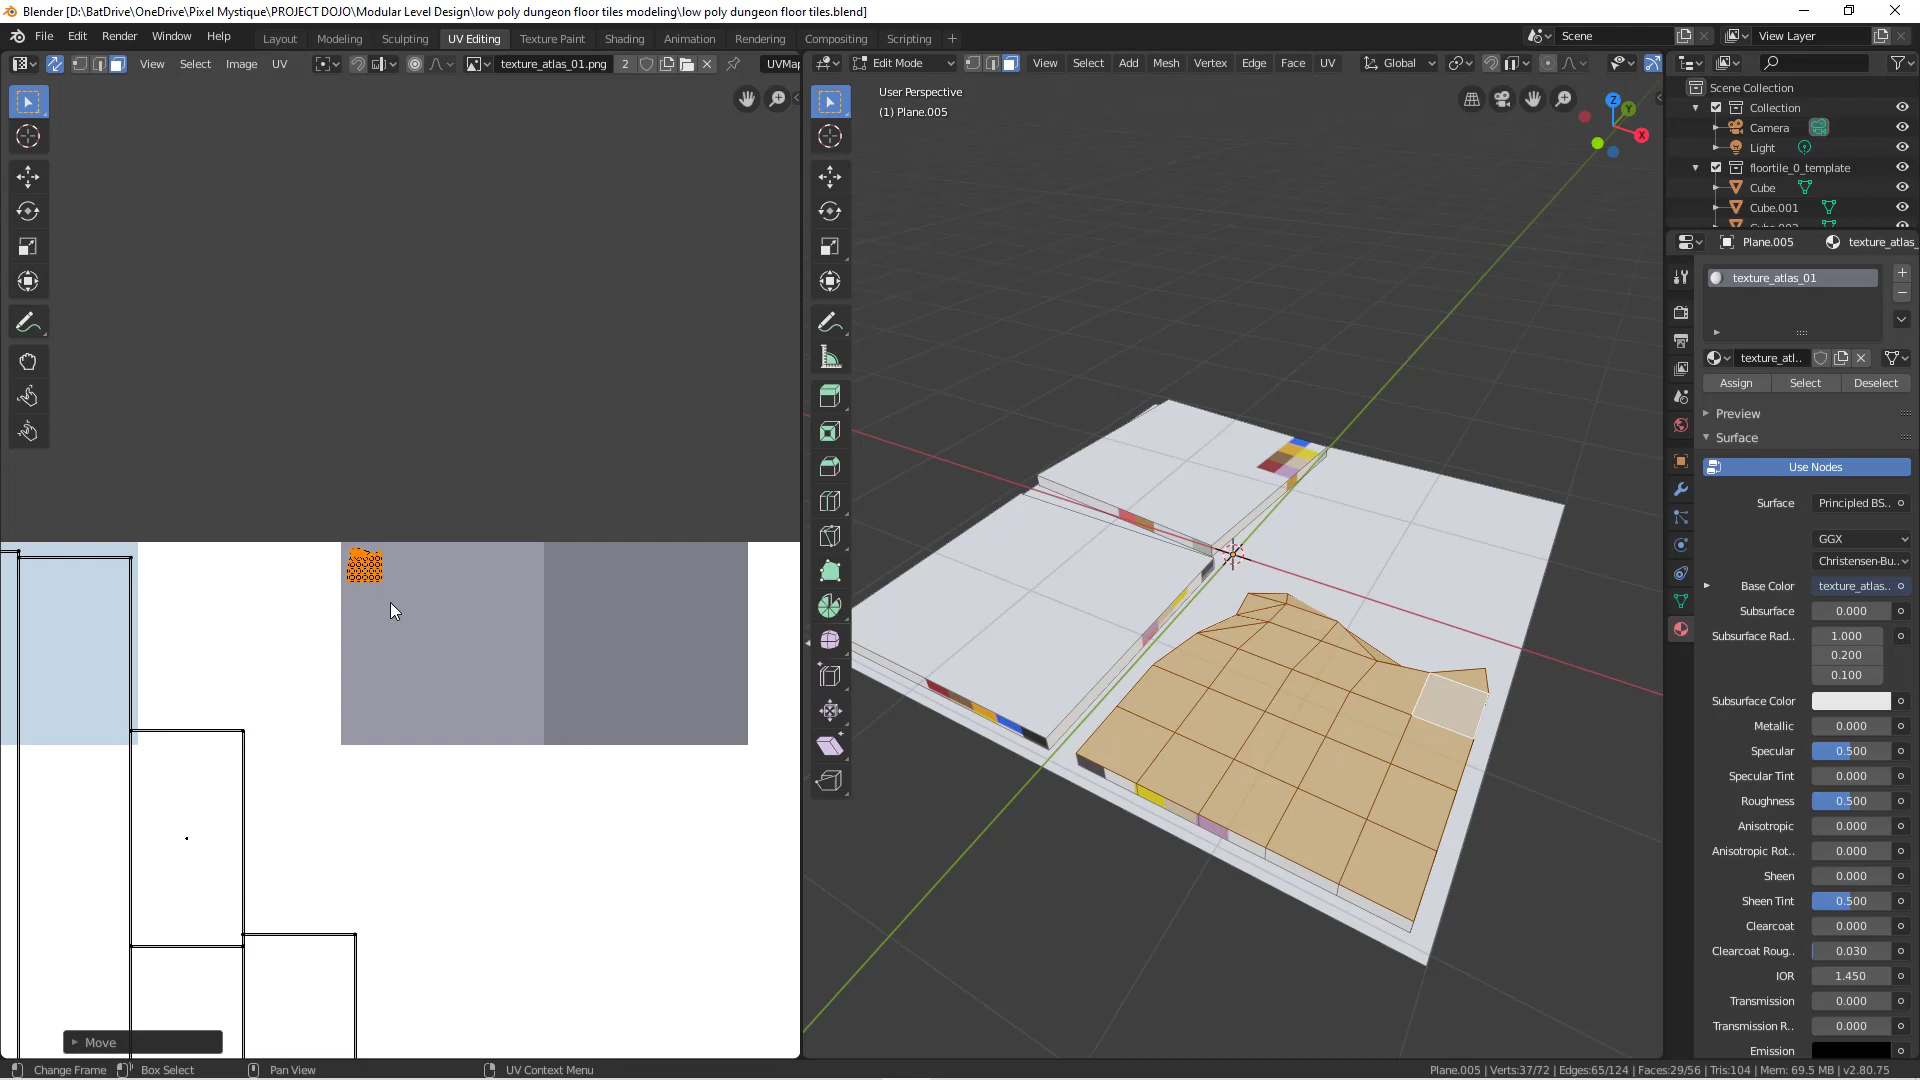 Blender [D:\BatDrive\OneDrive\Pixel Mystique\PROJECT DOJO\Modular Level Design\low poly dungeon floor tiles modeling\low poly dungeon floor tiles.blend]
File Edit Render Window Help Layout Modeling Sculpting UV Editing Texture Paint Shading Animation Rendering Compositing Scripting Scene View Layer
View Select Image UV texture_atlas_01.png 2 UVMap
Edit Mode View Select Add Mesh Vertex Edge Face UV Global
User Perspective
(1) Plane.005
Z
Y
X
Scene Collection
Collection
Camera
Light
floortile_0_template
Cube
Cube.001
Plane.005 texture_atlas_
texture_atlas_01
texture_atl..
Assign Select Deselect
Preview
Surface
Use Nodes
Surface Principled BS..
GGX
Christensen-Bu..
Base Color texture_atlas..
Subsurface 0.000
Subsurface Rad.. 1.000
0.200
0.100
Subsurface Color
Metallic 0.000
Specular 0.500
Specular Tint 0.000
Roughness 0.500
Anisotropic 0.000
Anisotropic Rot.. 0.000
Sheen 0.000
Sheen Tint 0.500
Clearcoat 0.000
Clearcoat Roug.. 0.030
IOR 1.450
Transmission 0.000
Transmission R.. 0.000
Emission
Move
Change Frame Box Select Pan View UV Context Menu
Plane.005 | Verts:37/72 | Edges:65/124 | Faces:29/56 | Tris:104 | Mem: 69.5 MB | v2.80.75